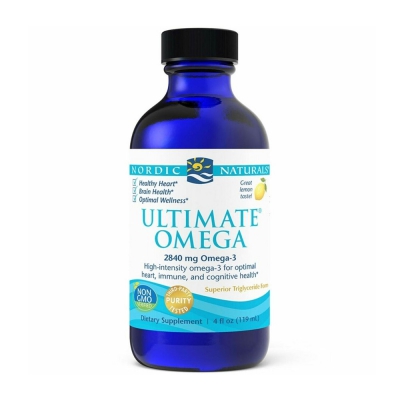 NORDIC NATURALS®
Healthy Heart*
Brain Health*
Optimal Wellness*
Great
lemon
taste!
ULTIMATE®
OMEGA
2840 mg Omega-3
High-intensity omega-3 for optimal
heart, immune, and cognitive health*
Superior Triglyceride Form
NON
GMO
PURITY
TESTED
Dietary Supplement | 4 fl oz (119 mL)